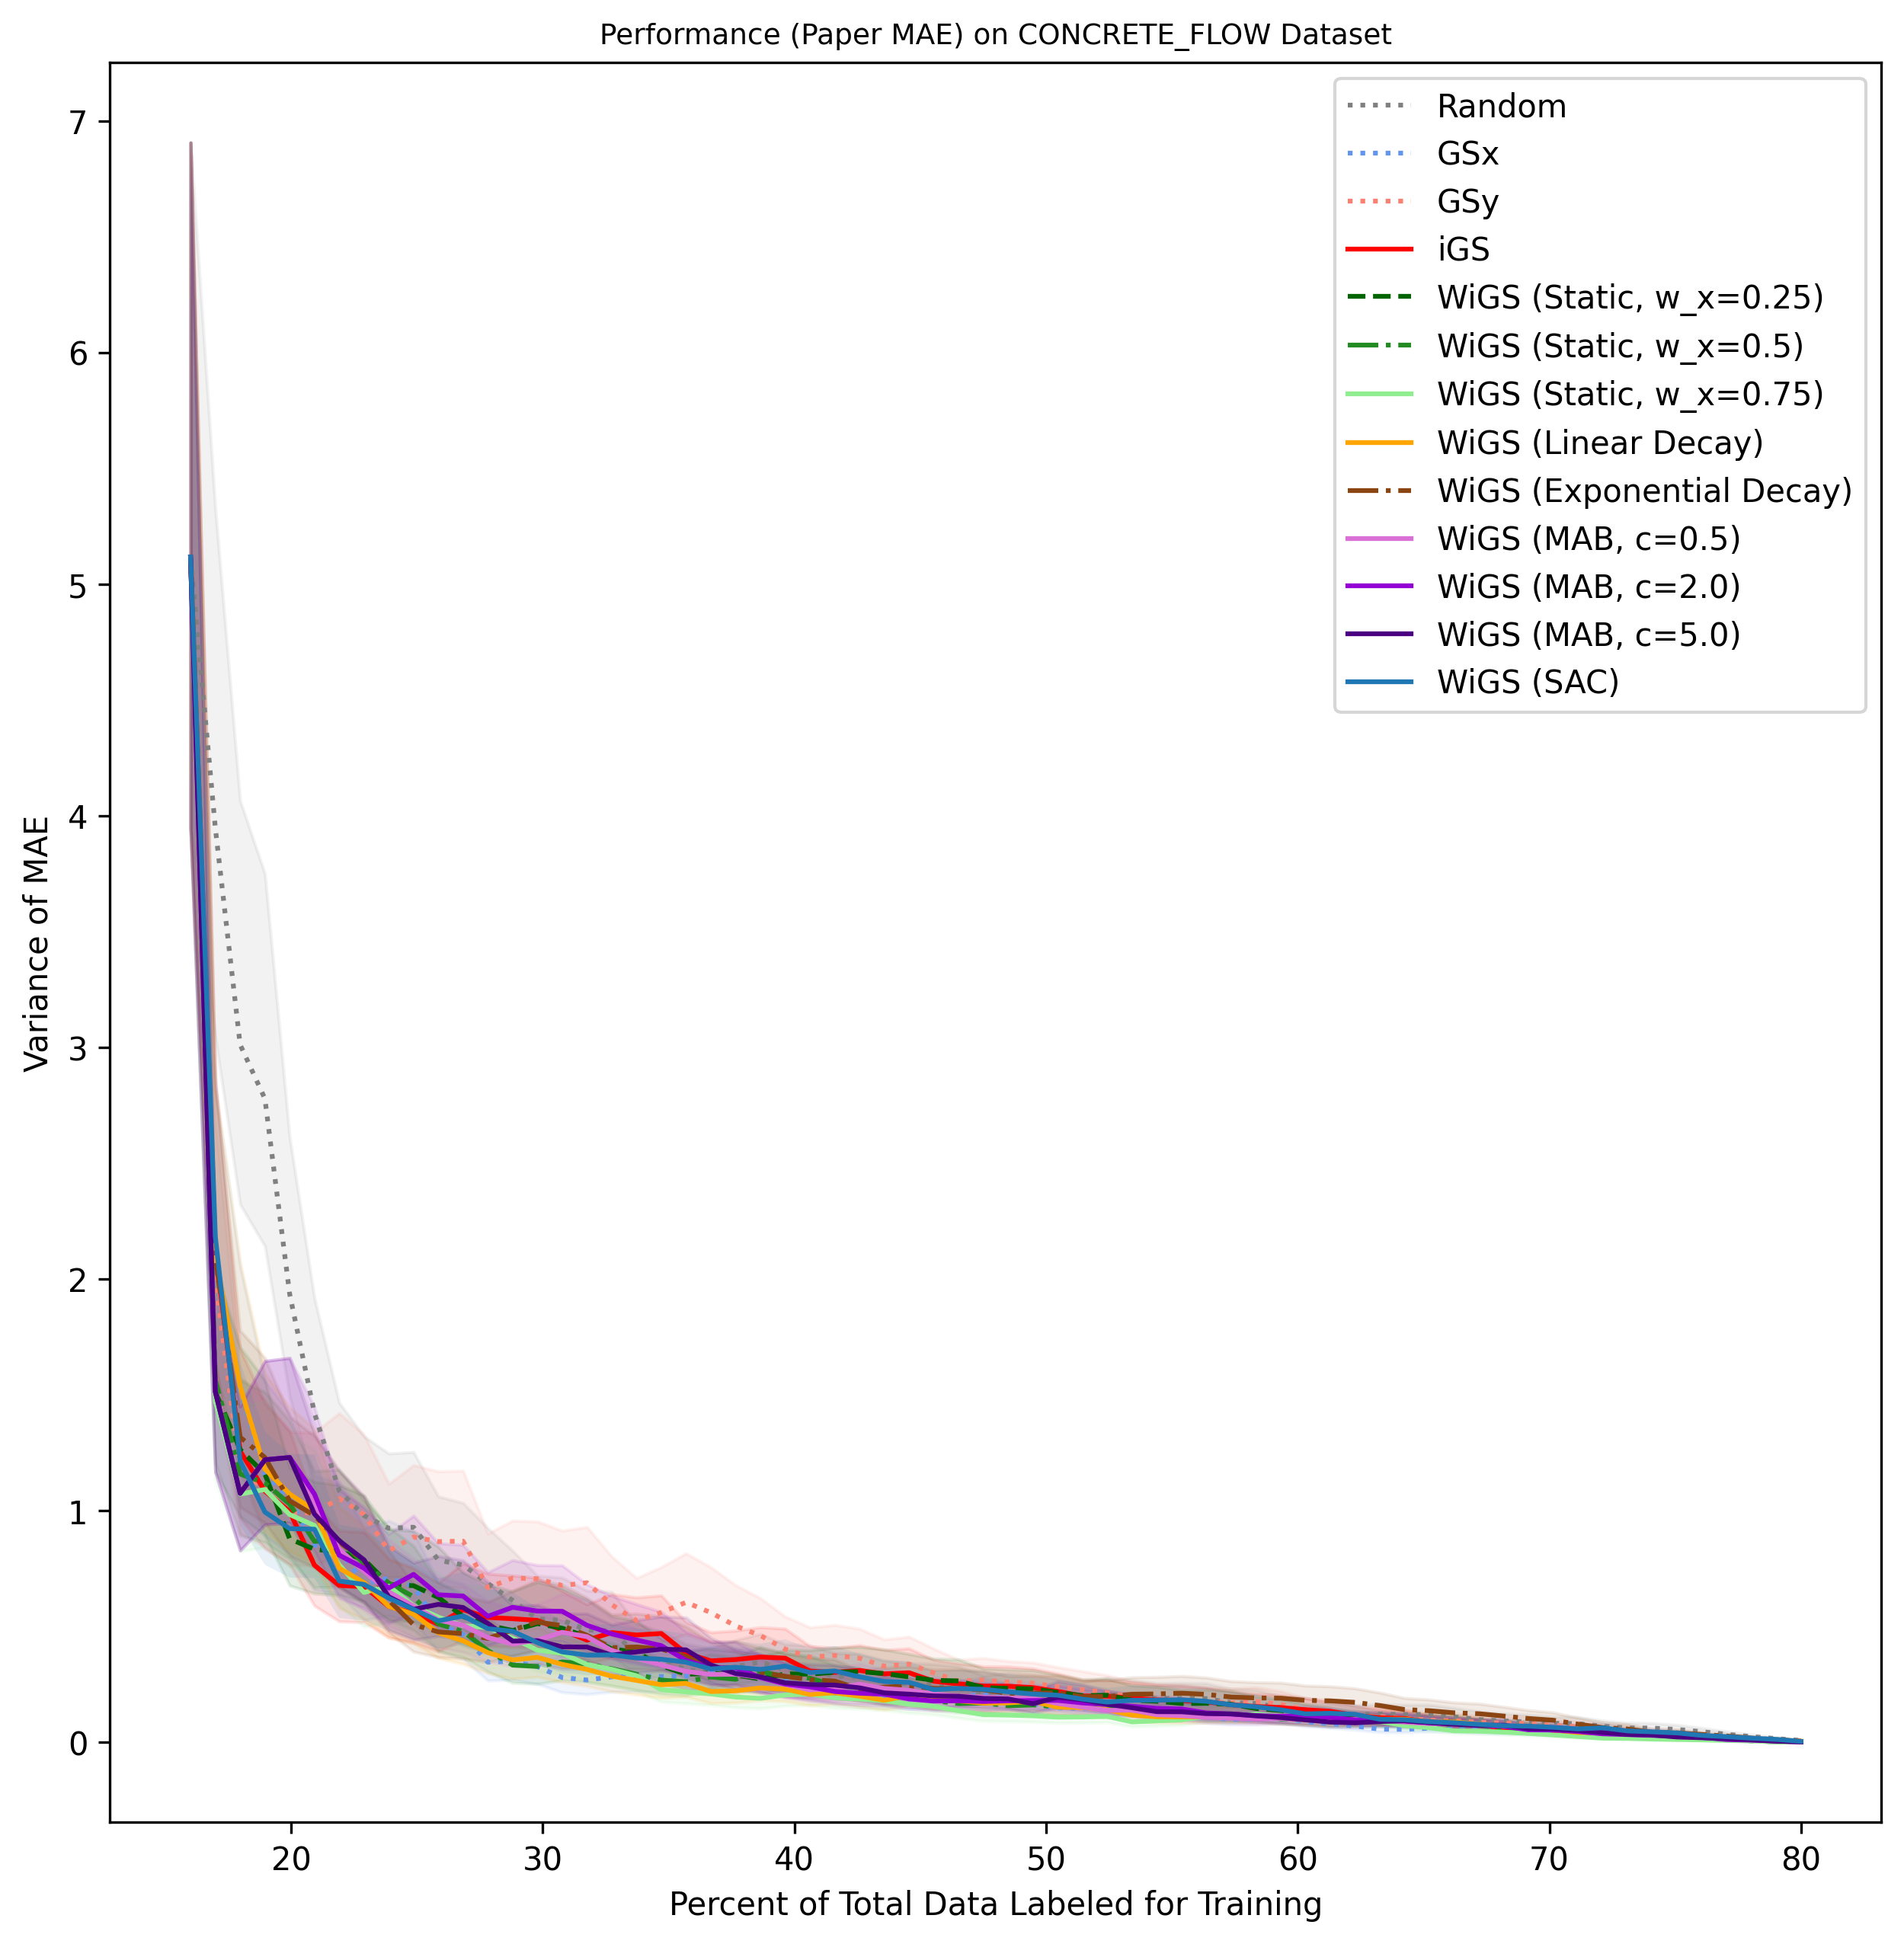 Performance (Paper MAE) on CONCRETE_FLOW Dataset
Variance of MAE
7
6
5
4
3
2
1
0
Random
GSx
GSy
iGS
WiGS (Static, w_x=0.25)
WiGS (Static, w_x=0.5)
WiGS (Static, w_x=0.75)
WiGS (Linear Decay)
WiGS (Exponential Decay)
WiGS (MAB, c=0.5)
WiGS (MAB, c=2.0)
WiGS (MAB, c=5.0)
WiGS (SAC)
20 30 40 50 60 70 80
Percent of Total Data Labeled for Training